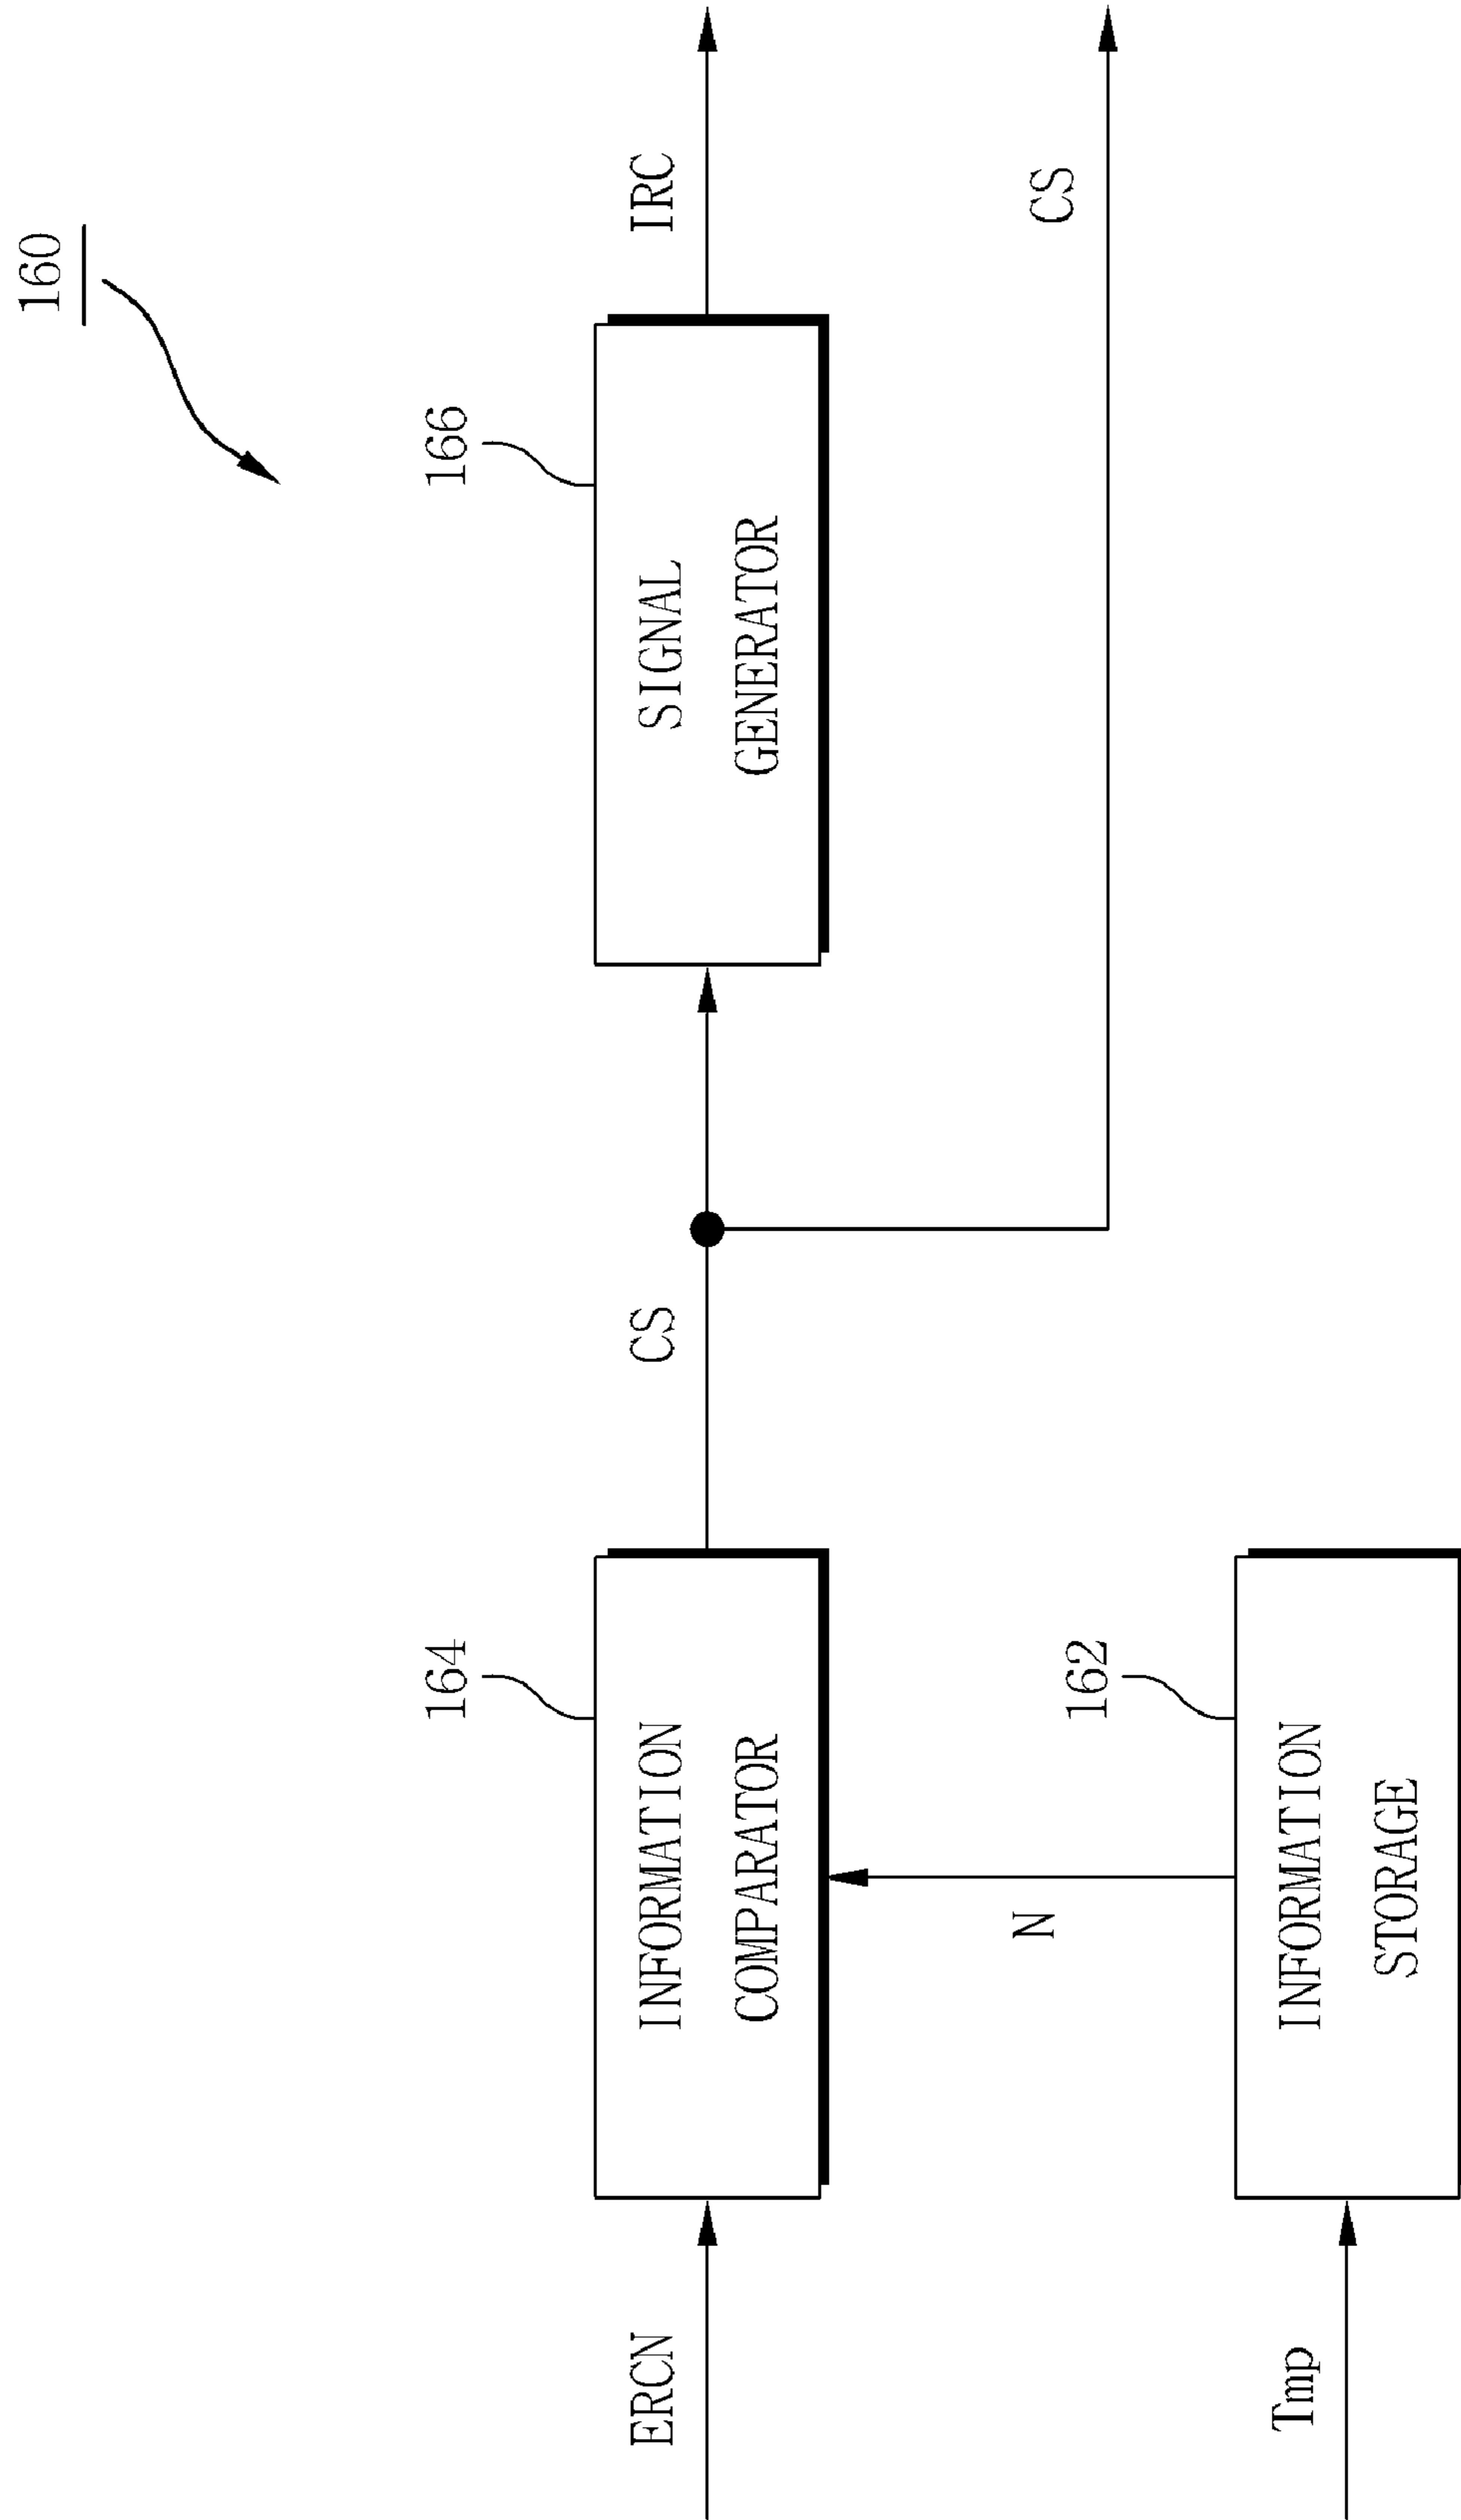 160
164
166
ERCN
INFORMATION
COMPARATOR
CS
SIGNAL
GENERATOR
IRC
N
CS
162
Tmp
INFORMATION
STORAGE